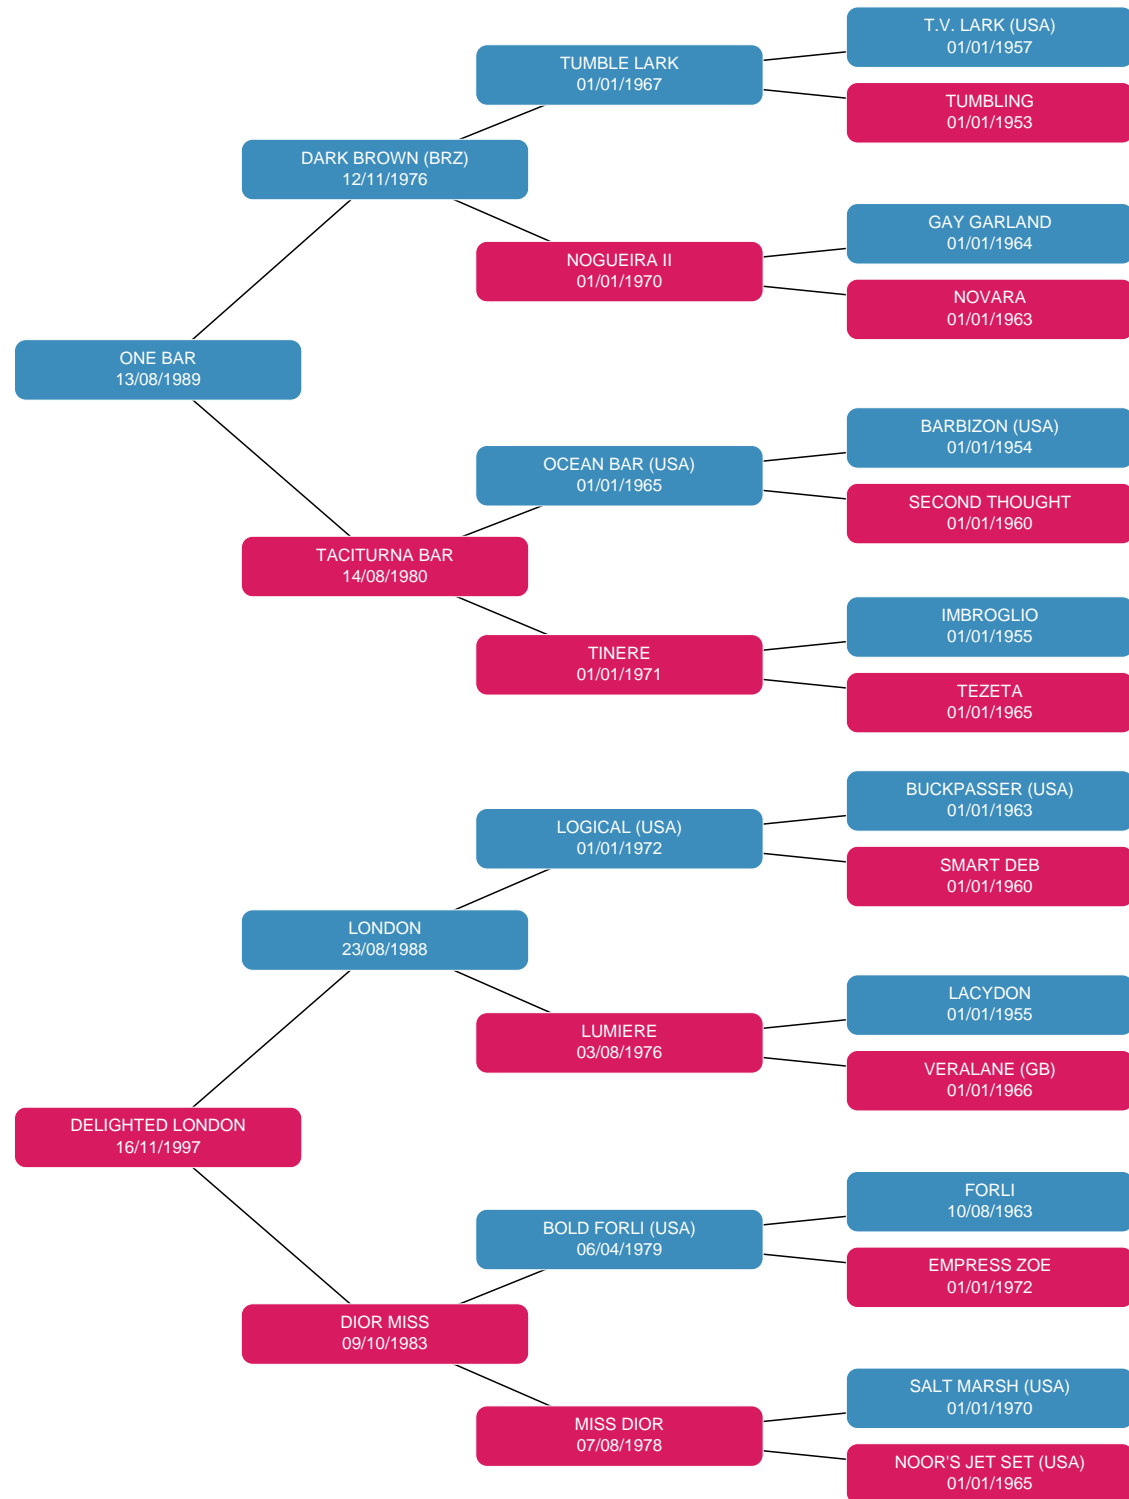 T.V. LARK (USA)
01/01/1957
TUMBLE LARK
01/01/1967
TUMBLING
01/01/1953
DARK BROWN (BRZ)
12/11/1976
GAY GARLAND
01/01/1964
NOGUEIRA II
01/01/1970
NOVARA
01/01/1963
ONE BAR
13/08/1989
BARBIZON (USA)
01/01/1954
OCEAN BAR (USA)
01/01/1965
SECOND THOUGHT
01/01/1960
TACITURNA BAR
14/08/1980
IMBROGLIO
01/01/1955
TINERE
01/01/1971
TEZETA
01/01/1965
BUCKPASSER (USA)
01/01/1963
LOGICAL (USA)
01/01/1972
SMART DEB
01/01/1960
LONDON
23/08/1988
LACYDON
01/01/1955
LUMIERE
03/08/1976
VERALANE (GB)
01/01/1966
DELIGHTED LONDON
16/11/1997
FORLI
10/08/1963
BOLD FORLI (USA)
06/04/1979
EMPRESS ZOE
01/01/1972
DIOR MISS
09/10/1983
SALT MARSH (USA)
01/01/1970
MISS DIOR
07/08/1978
NOOR'S JET SET (USA)
01/01/1965